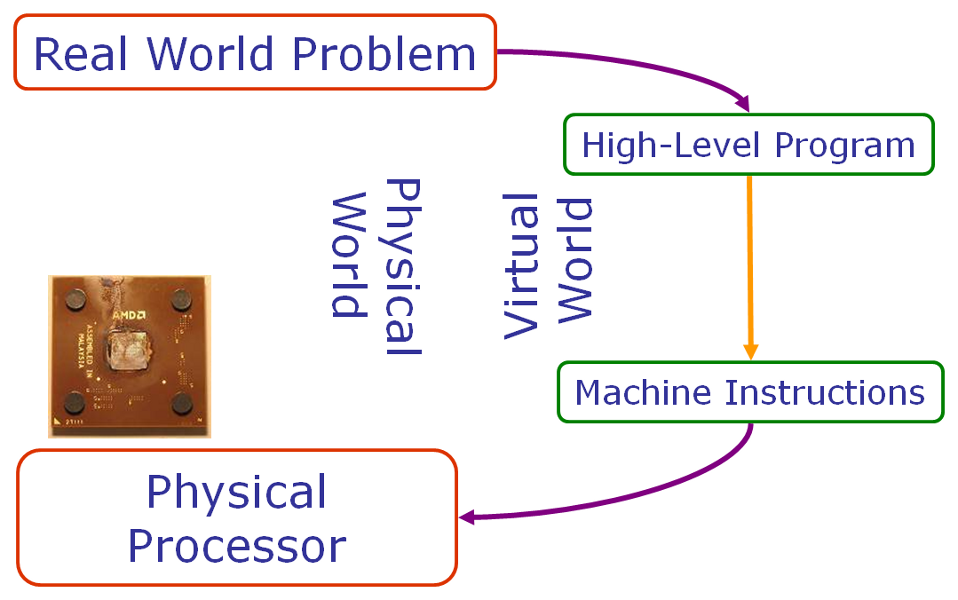 Real World Problem
High-Level Program
Physical
World
Virtual
World
AMD
ASSEMBLED IN
MALAYSIA
Machine Instructions
Physical
Processor